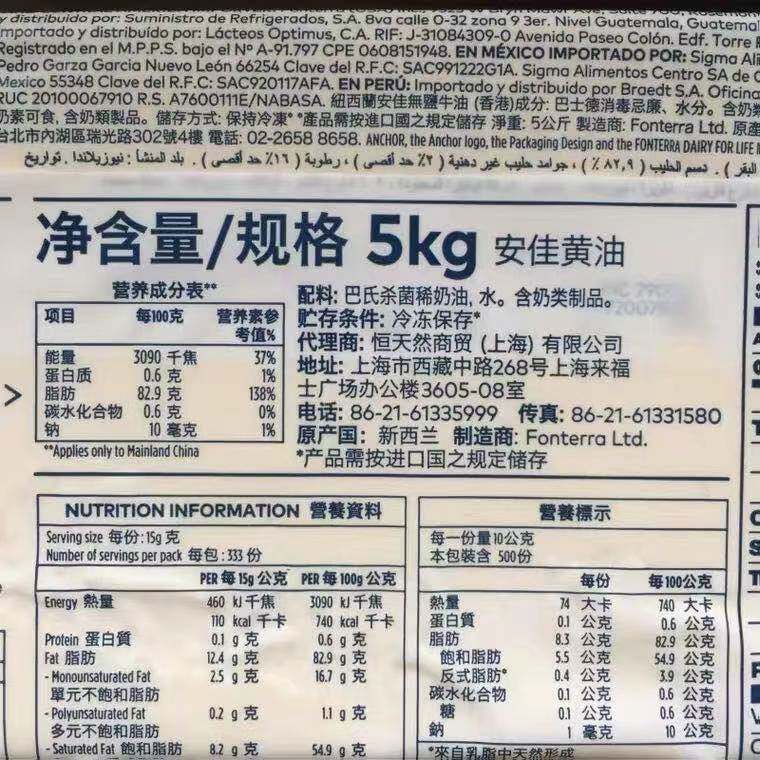 y distribuido por: Suministro de Refrigerados, S.A. 8va calle 0-32 zona 9 3er. Nivel Guatemala, Guatemal
mportado y distribuído por: Lácteos Optimus, C.A. RIF: J-31084309-0 Avenida Paseo Colón. Edf. Torre
Registrado en el M.P.P.S. bajo el Nº A-91.797 CPE 0608151948. EN MÉXICO IMPORTADO POR: Sigma Ali
Pedro Garza Garcia Nuevo León 66254 Clave del R.F.C: SAC991222G1A. Sigma Alimentos Centro SA de C
Mexico 55348 Clave del R.F.C: SAC920117AFA. EN PERÚ: Importado y distribuido por Braedt S.A. Oficina
RUC 20100067910 R.S. A7600111E/NABASA. 紐西蘭安佳無鹽牛油 (香港)成分: 巴士德消毒忌廉、水分。含奶類
奶素可食, 含奶類製品。儲存方式: 保持冷凍* *產品需按進口國之規定儲存 淨重: 5公斤 製造商: Fonterra Ltd. 原產
台北市內湖區瑞光路302號4樓 電話: 02-2658 8658. ANCHOR, the Anchor logo, the Packaging Design and the FONTERRA DAIRY FOR LIFE
البقر ) . دسم الحليب ( ٨٢,٩ ٪ ) ، جوامد حليب غير دهنية ( ٢٪ حد أقصى ) ، رطوبة ( ١٦٪ حد أقصى ) . بلد المنشأ : نيوزيلاندا . تواريخ
净含量/规格 5kg 安佳黄油
营养成分表**
项目 每100克 营养素参考值%
能量 3090 千焦 37%
蛋白质 0.6 克 1%
脂肪 82.9 克 138%
碳水化合物 0.6 克 0%
钠 10 毫克 1%
**Applies only to Mainland China
配料: 巴氏杀菌稀奶油, 水。含奶类制品。
贮存条件: 冷冻保存*
代理商: 恒天然商贸 (上海) 有限公司
地址: 上海市西藏中路268号上海来福
士广场办公楼3605-08室
电话: 86-21-61335999 传真: 86-21-61331580
原产国: 新西兰 制造商: Fonterra Ltd.
*产品需按进口国之规定储存
NUTRITION INFORMATION 營養資料
Serving size 每份: 15g 克
Number of servings per pack 每包: 333 份
PER 每 15g 公克 PER 每 100g 公克
Energy 熱量 460 kJ 千焦 3090 kJ 千焦
110 kcal 千卡 740 kcal 千卡
Protein 蛋白質 0.1 g 克 0.6 g 克
Fat 脂肪 12.4 g 克 82.9 g 克
- Monounsaturated Fat 2.5 g 克 16.7 g 克
單元不飽和脂肪
- Polyunsaturated Fat 0.2 g 克 1.1 g 克
多元不飽和脂肪
- Saturated Fat 飽和脂肪 8.2 g 克 54.9 g 克
營養標示
每一份量10公克
本包裝含 500份
每份 每100公克
熱量 74 大卡 740 大卡
蛋白質 0.1 公克 0.6 公克
脂肪 8.3 公克 82.9 公克
飽和脂肪 5.5 公克 54.9 公克
反式脂肪* 0.4 公克 3.9 公克
碳水化合物 0.1 公克 0.6 公克
糖 0.1 公克 0.6 公克
鈉 1 毫克 10 公克
*來自乳脂中天然形成